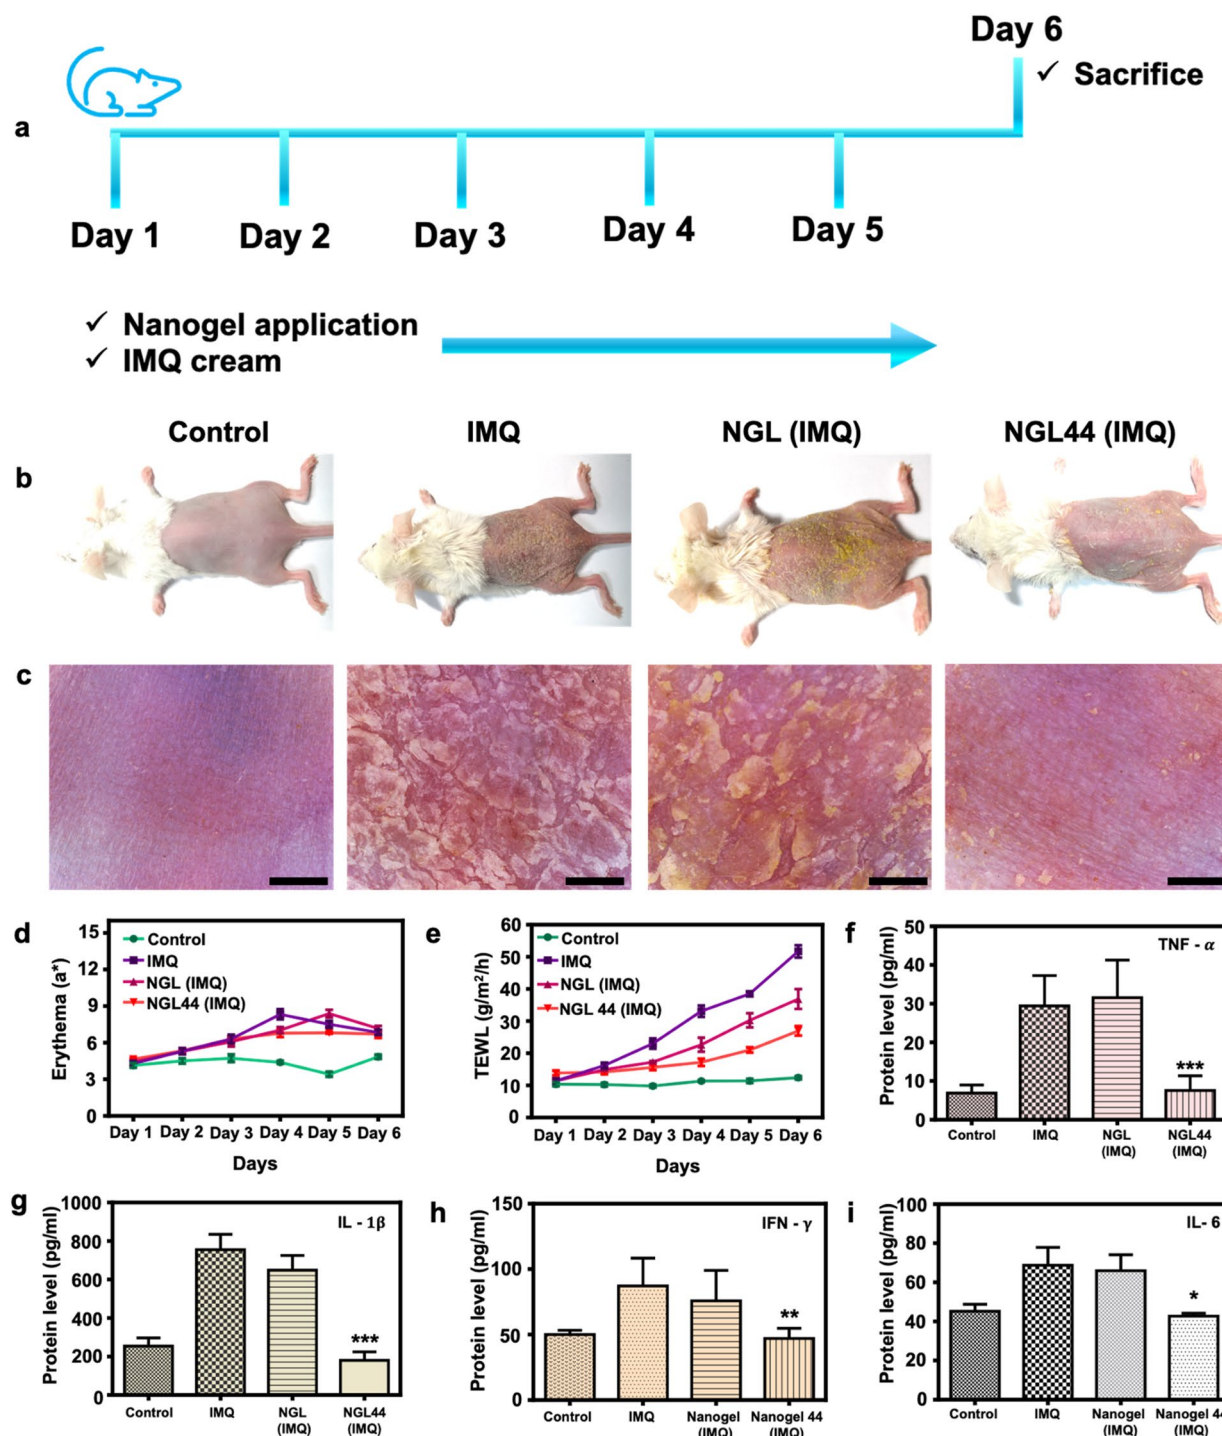 Day 6
✓ Sacrifice
a
Day 1 Day 2 Day 3 Day 4 Day 5
✓ Nanogel application
✓ IMQ cream
Control IMQ NGL (IMQ) NGL44 (IMQ)
b
c
d
Erythema (a*)
15
12
9
6
3
0
Control
IMQ
NGL (IMQ)
NGL44 (IMQ)
Day 1 Day 2 Day 3 Day 4 Day 5 Day 6
Days
e
TEWL (g/m²/h)
60
50
40
30
20
10
0
Control
IMQ
NGL (IMQ)
NGL 44 (IMQ)
Day 1 Day 2 Day 3 Day 4 Day 5 Day 6
Days
f
Protein level (pg/ml)
50
40
30
20
10
0
TNF - α
***
Control IMQ NGL NGL44
(IMQ) (IMQ)
g
Protein level (pg/ml)
1000
800
600
400
200
0
IL - 1β
***
Control IMQ NGL NGL44
(IMQ) (IMQ)
h
Protein level (pg/ml)
150
100
50
0
IFN - γ
**
Control IMQ Nanogel Nanogel 44
(IMQ) (IMQ)
i
Protein level (pg/ml)
100
80
60
40
20
0
IL- 6
*
Control IMQ Nanogel Nanogel 44
(IMQ) (IMQ)